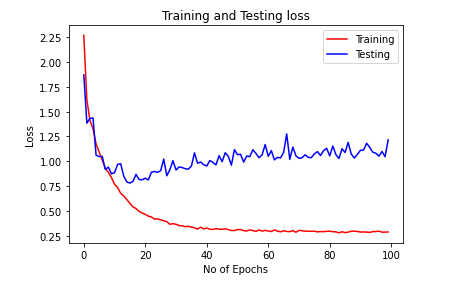 Training and Testing loss
Training
Testing
2.25
2.00
1.75
1.50
1.25
1.00
0.75
0.50
0.25
Loss
0 20 40 60 80 100
No of Epochs